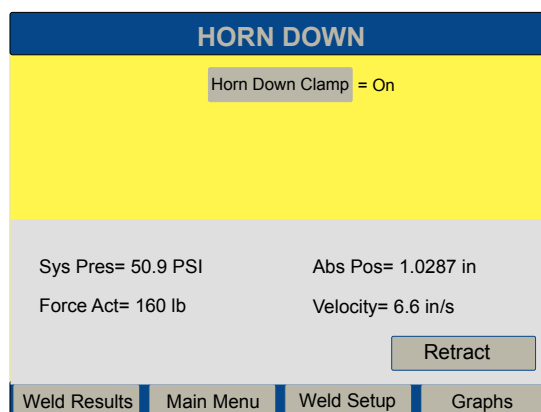 HORN DOWN
Horn Down Clamp = On
Sys Pres= 50.9 PSI Abs Pos= 1.0287 in
Force Act= 160 lb Velocity= 6.6 in/s
Retract
Weld Results Main Menu Weld Setup Graphs